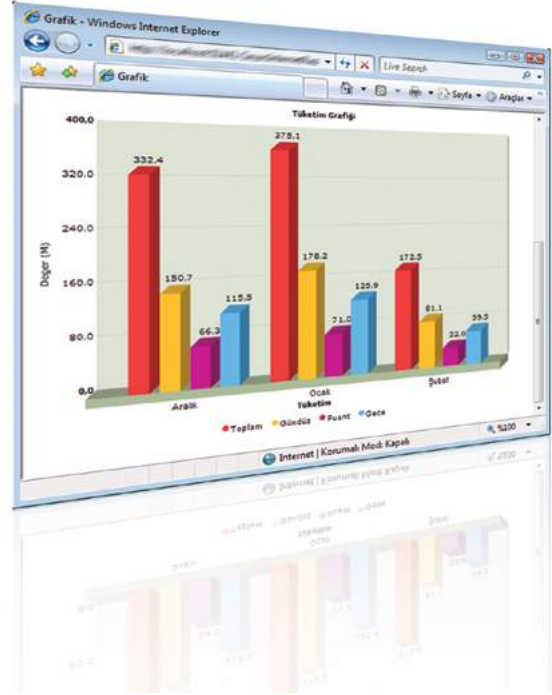 Grafik - Windows Internet Explorer
Live Search
Grafik
Sayfa Araçlar
Tüketim Grafiği
400,0
320.0
240.0
160.0
80.0
0,0
Değer (M)
332.4
150.7
66.3
115.5
375.1
178.2
71.0
125.9
172.5
81.1
59.5
Aralık
Ocak
Şubat
Tüketim
Toplam Gündüz Puant Gece
Internet | Korumalı Mod: Kapalı
%100